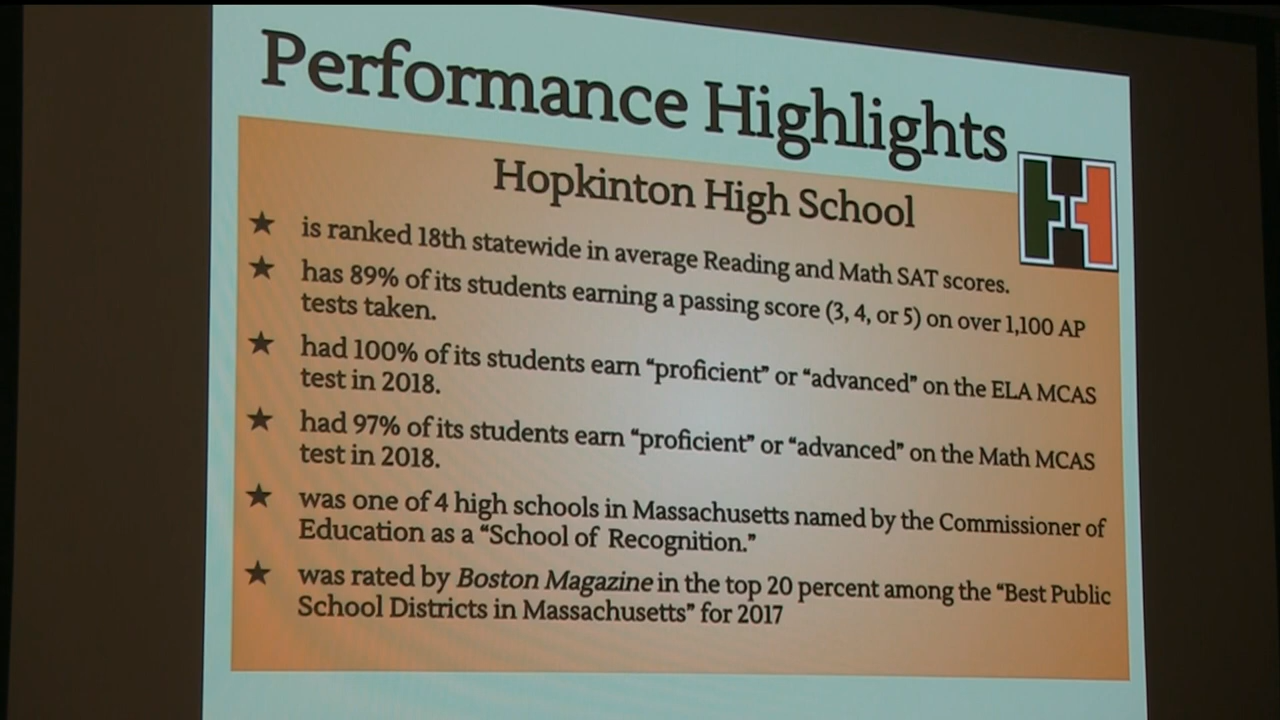 Performance Highlights
Hopkinton High School
★ is ranked 18th statewide in average Reading and Math SAT scores.
★ has 89% of its students earning a passing score (3, 4, or 5) on over 1,100 AP
tests taken.
★ had 100% of its students earn “proficient” or “advanced” on the ELA MCAS
test in 2018.
★ had 97% of its students earn “proficient” or “advanced” on the Math MCAS
test in 2018.
★ was one of 4 high schools in Massachusetts named by the Commissioner of
Education as a “School of Recognition.”
★ was rated by Boston Magazine in the top 20 percent among the “Best Public
School Districts in Massachusetts” for 2017